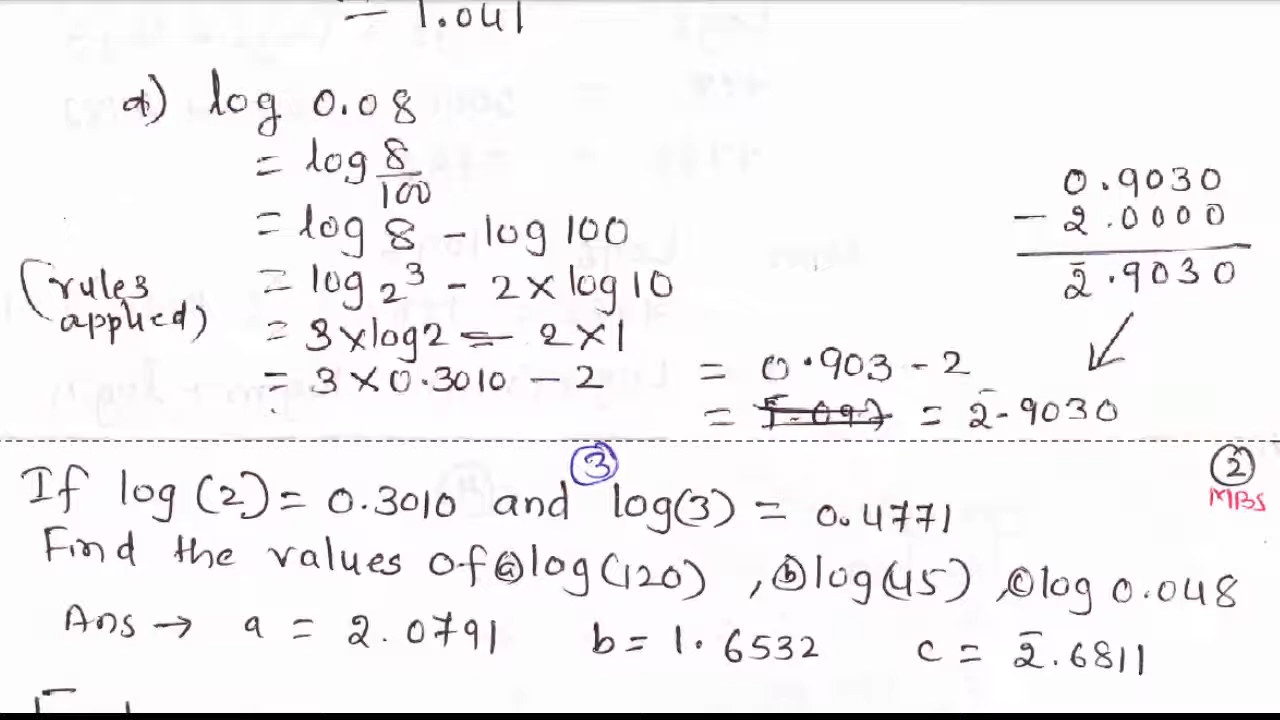 = 1.041
d) log 0.08
= log 8/100
= log 8 - log 100
= log 2³ - 2 × log 10
(rules applied)
= 3 × log 2 - 2 × 1
= 3 × 0.3010 - 2
= 0.903 - 2
= = 2̄.9030
0.9030
- 2.0000
2̄.9030
If log (2) = 0.3010 and log(3) = 0.4771
③
②
MBS
Find the values of ⓐ log(120), ⓑ log(45), ⓒ log 0.048
Ans → a = 2.0791 b = 1.6532 c = 2̄.6811